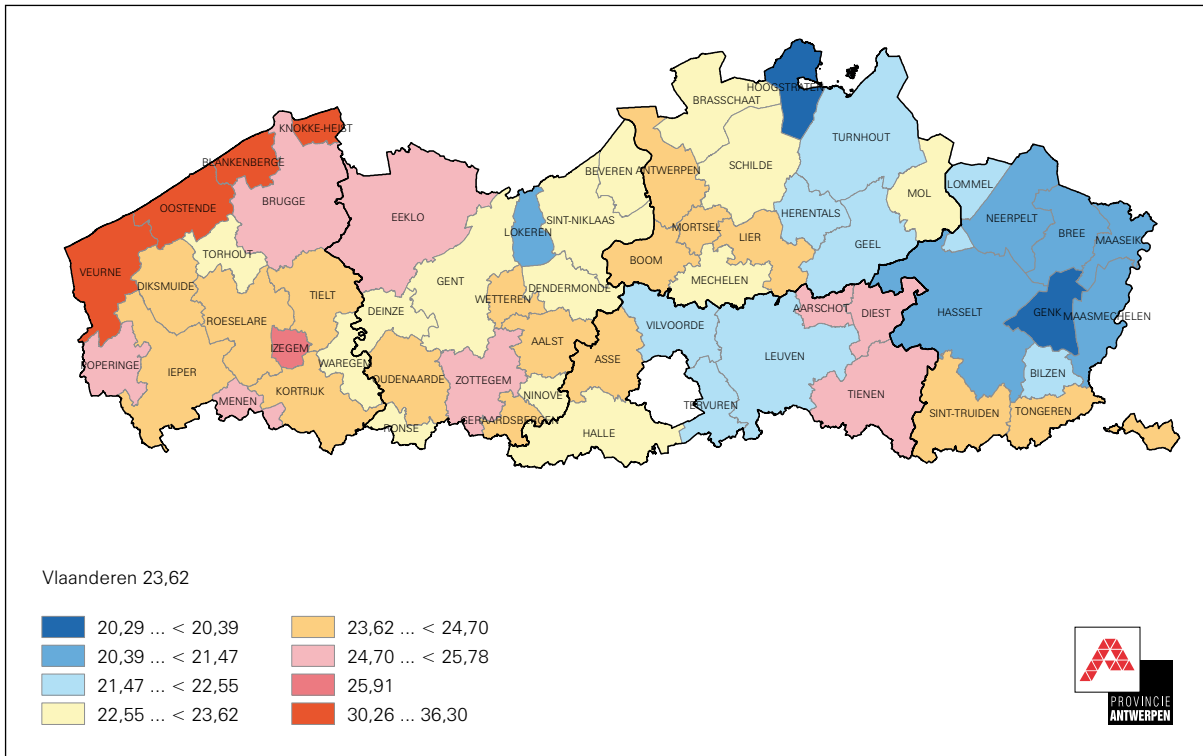 HOOGSTRATEN
BRASSCHAAT
KNOKKE-HEIST
TURNHOUT
BLANKENBERGE
SCHILDE
BEVEREN
ANTWERPEN
LOMMEL
MOL
BRUGGE
OOSTENDE
EEKLO
SINT-NIKLAAS
HERENTALS
NEERPELT
LOKEREN
MORTSEL
LIER
BREE
MAASEIK
GEEL
TORHOUT
BOOM
VEURNE
GENT
MECHELEN
DIKSMUIDE
TIELT
DENDERMONDE
WETTEREN
DEINZE
AARSCHOT
DIEST
HASSELT
GENK
MAASMECHELEN
ROESELARE
VILVOORDE
AALST
IZEGEM
LEUVEN
ASSE
WAREGEM
POPERINGE
IEPER
BILZEN
OUDENAARDE
ZOTTEGEM
KORTRIJK
NINOVE
TIENEN
MENEN
TERVUREN
SINT-TRUIDEN
TONGEREN
GERAARDSBERGEN
RONSE
HALLE
Vlaanderen 23,62
20,29 ... < 20,39
20,39 ... < 21,47
21,47 ... < 22,55
22,55 ... < 23,62
23,62 ... < 24,70
24,70 ... < 25,78
25,91
30,26 ... 36,30
PROVINCIE
ANTWERPEN